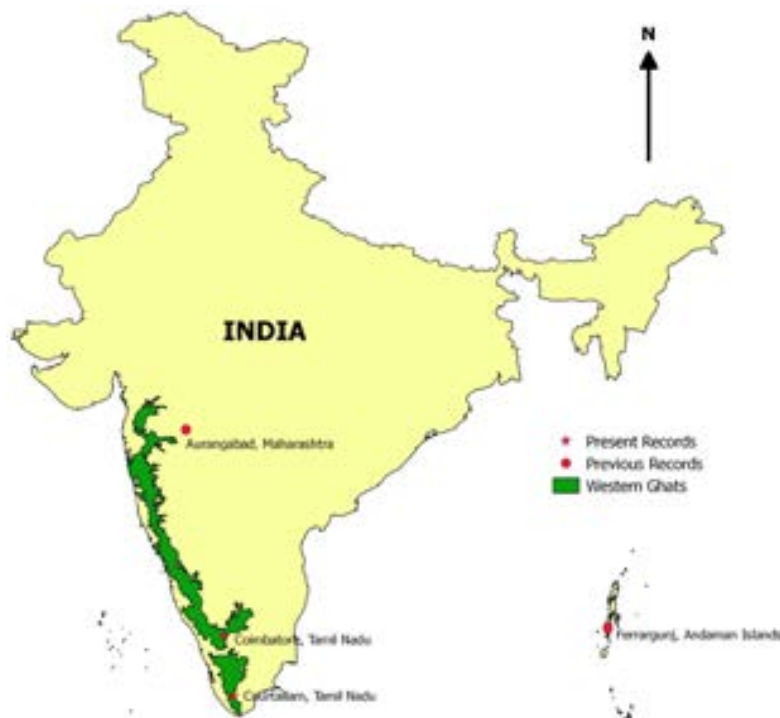 N
INDIA
Aurangabad, Maharashtra
Present Records
Previous Records
Western Ghats
Coimbatore, Tamil Nadu
Ferrargunj, Andaman Islands
Courtallam, Tamil Nadu